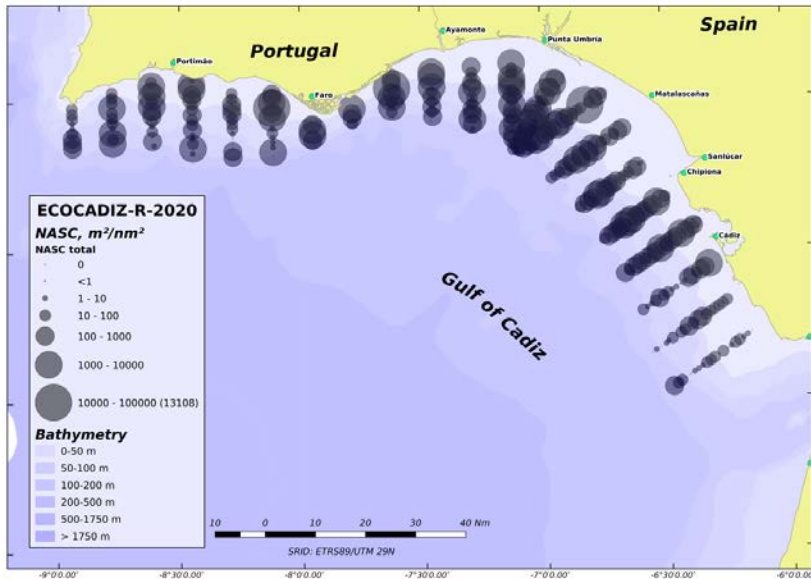 Spain
Portugal
Ayamonte
Punta Umbría
Portimão
Faro
Matalascañas
Sanlúcar
Chipiona
Cádiz
Gulf of Cadiz
ECOCADIZ-R-2020
NASC, m²/nm²
NASC total
0
<1
1 - 10
10 - 100
100 - 1000
1000 - 10000
10000 - 100000 (13108)
Bathymetry
0-50 m
50-100 m
100-200 m
200-500 m
500-1750 m
> 1750 m
10 0 10 20 30 40 Nm
SRID: ETRS89/UTM 29N
-9°0'0.00" -8°30'0.00" -8°0'0.00" -7°30'0.00" -7°0'0.00" -6°30'0.00" -6°0'0.00